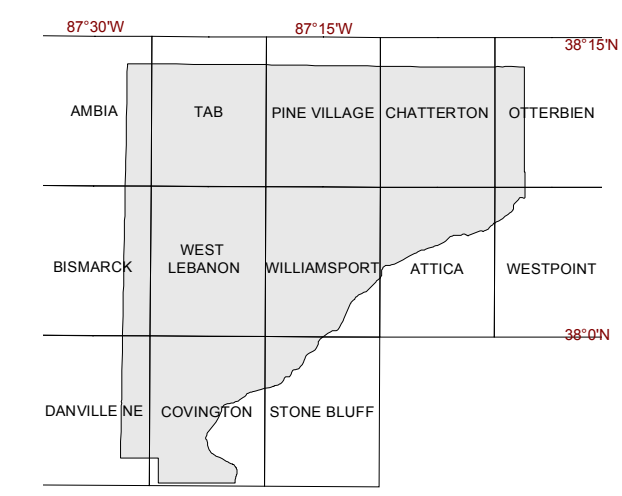 87°30'W
87°15'W
38°15'N
AMBIA
TAB
PINE VILLAGE
CHATTERTON
OTTERBIEN
BISMARCK
WEST
LEBANON
WILLIAMSPORT
ATTICA
WESTPOINT
38°0'N
DANVILLE NE
COVINGTON
STONE BLUFF